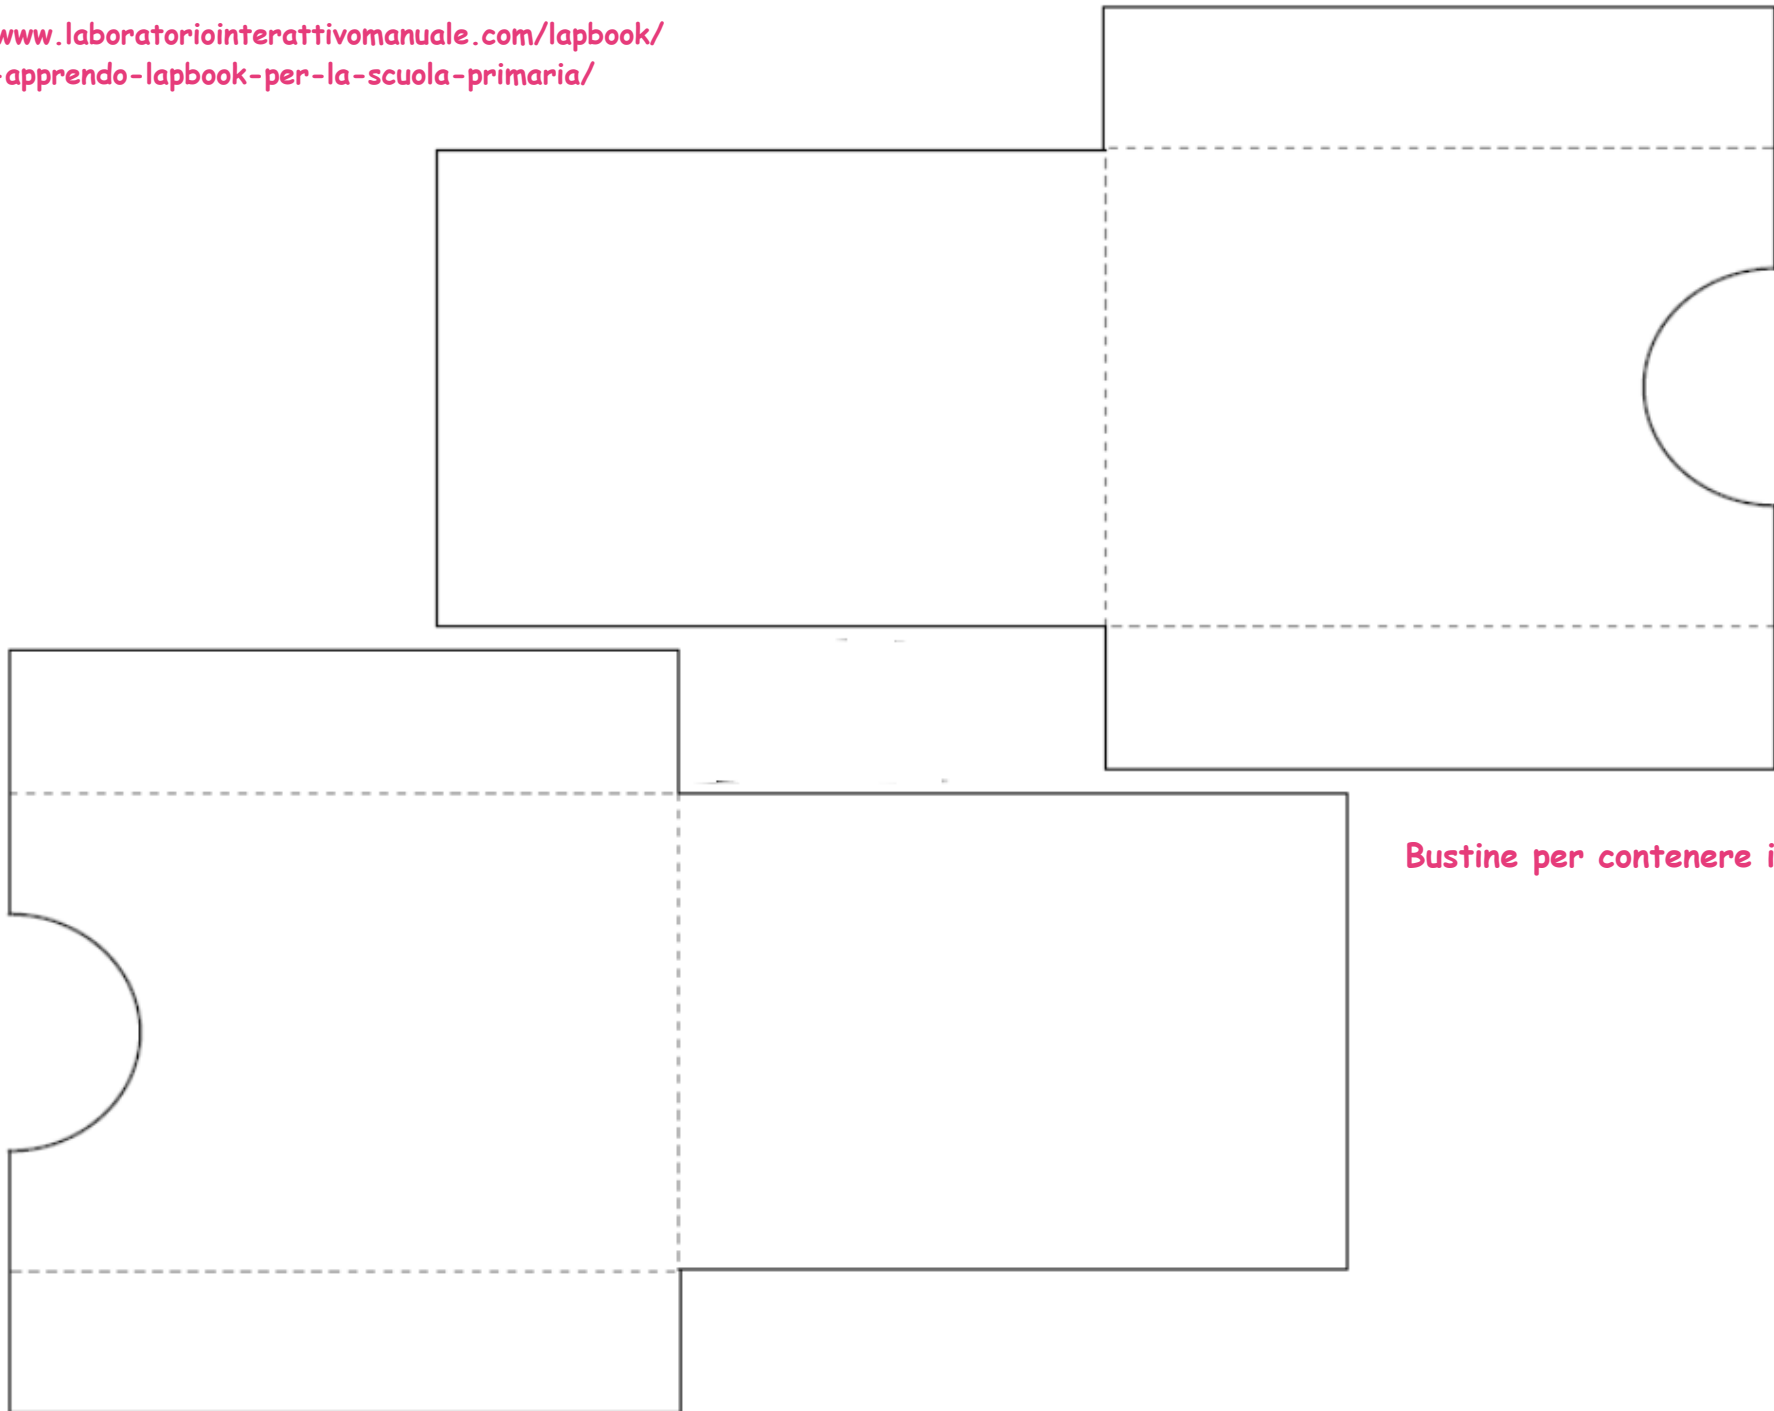 www.laboratoriointerattivomanuale.com/lapbook/
-apprendo-lapbook-per-la-scuola-primaria/
Bustine per contenere i